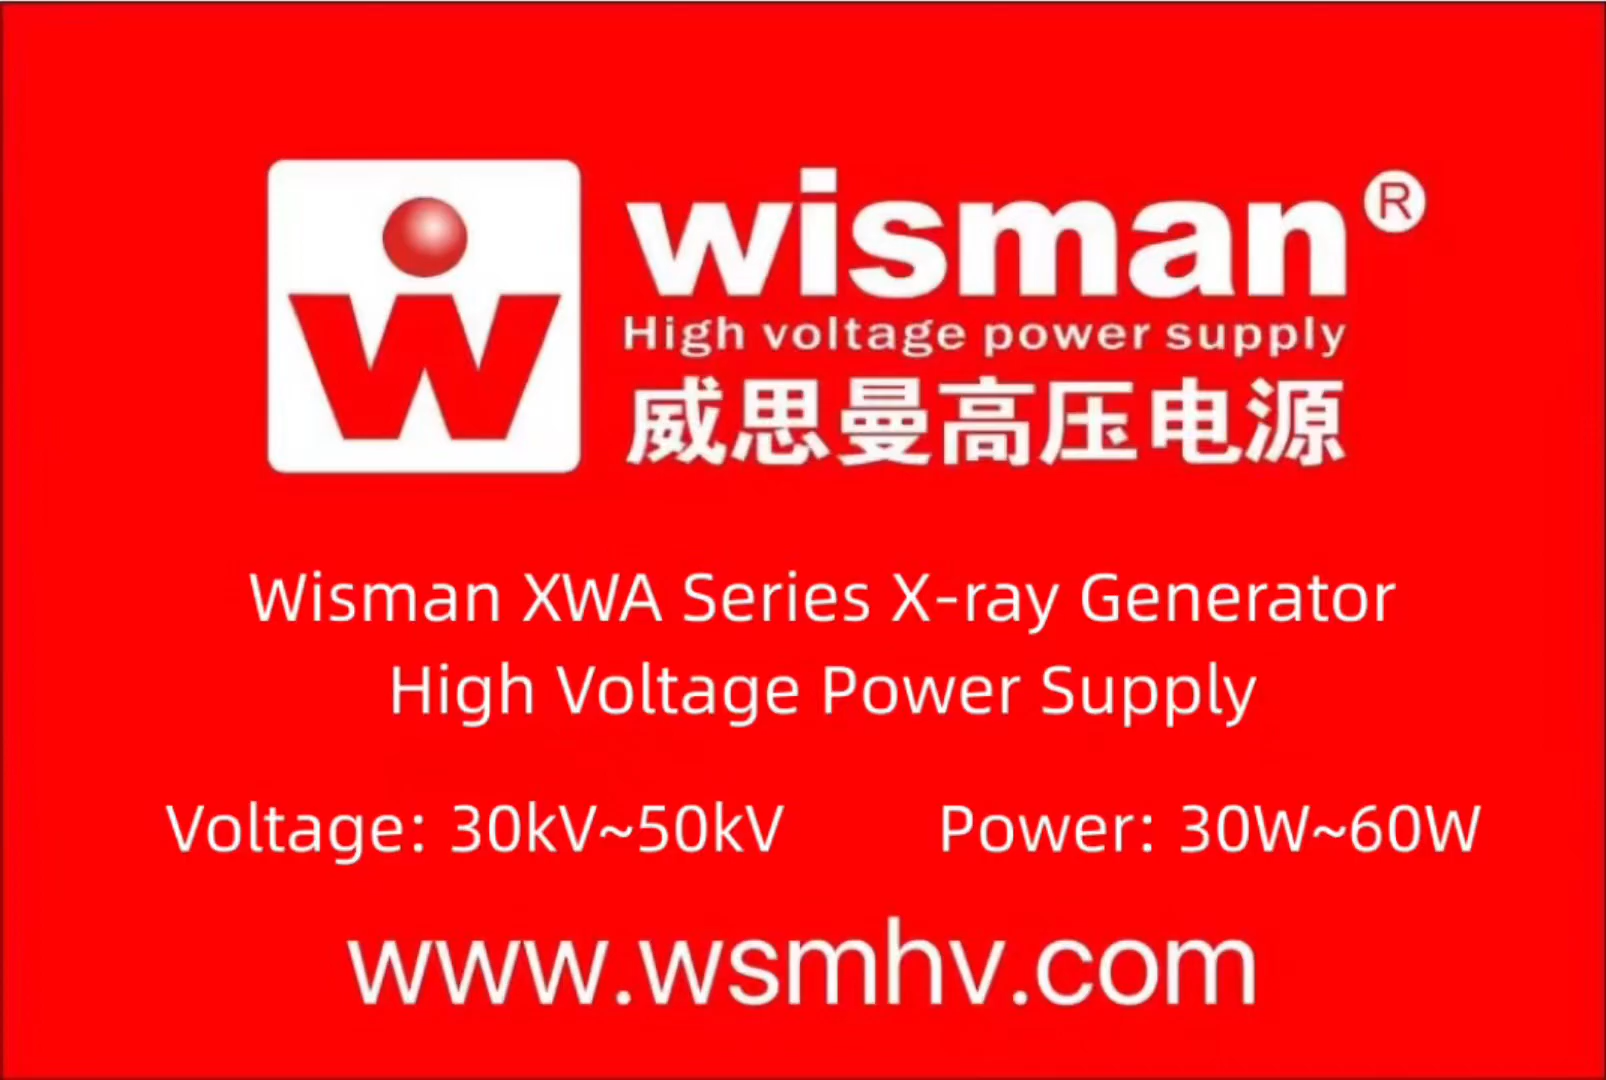 wisman®
High voltage power supply
威思曼高压电源
Wisman XWA Series X-ray Generator
High Voltage Power Supply
Voltage: 30kV~50kV Power: 30W~60W
www.wsmhv.com